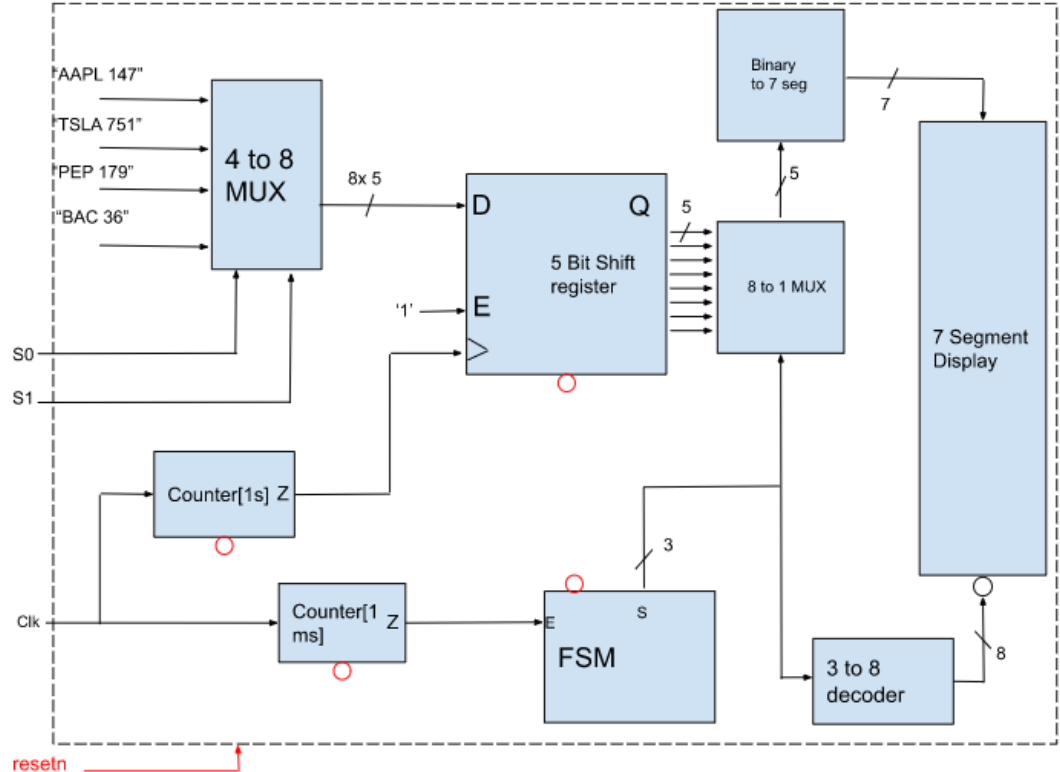 "AAPL 147"
"TSLA 751"
"PEP 179"
"BAC 36"
4 to 8
MUX
8x 5
S0
S1
D
Q
E
'1'
5 Bit Shift
register
5
8 to 1 MUX
5
Binary
to 7 seg
7
7 Segment
Display
Counter[1s]
Z
Clk
Counter[1
ms]
Z
E
S
FSM
3
3 to 8
decoder
8
resetn